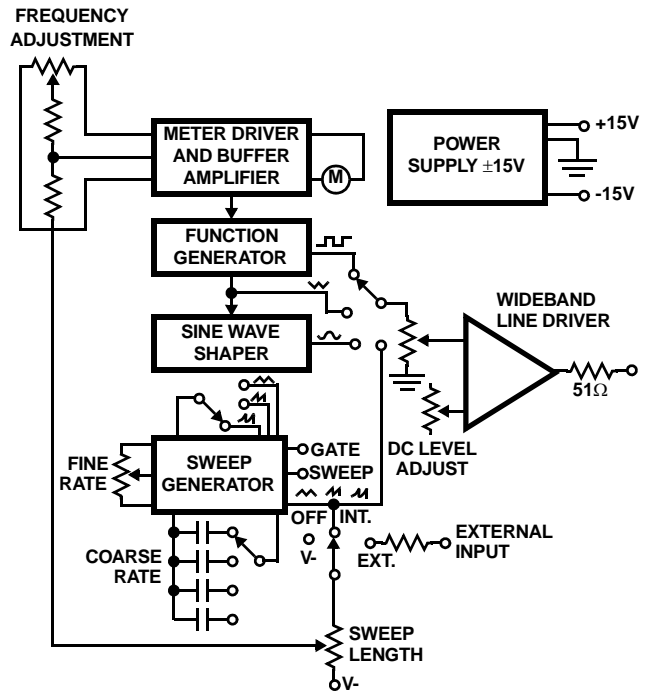 FREQUENCY
ADJUSTMENT
METER DRIVER
AND BUFFER
AMPLIFIER
M
POWER
SUPPLY ±15V
+15V
-15V
FUNCTION
GENERATOR
SINE WAVE
SHAPER
WIDEBAND
LINE DRIVER
51Ω
DC LEVEL
ADJUST
FINE
RATE
SWEEP
GENERATOR
GATE
SWEEP
OFF
INT.
V-
EXT.
EXTERNAL
INPUT
COARSE
RATE
SWEEP
LENGTH
V-